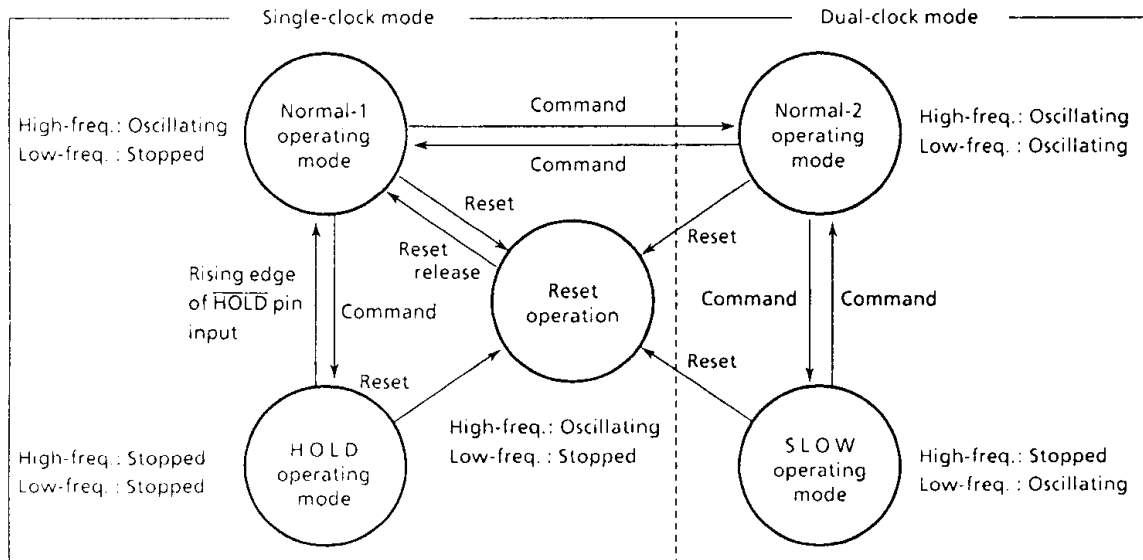 Single-clock mode
Dual-clock mode
High-freq.: Oscillating
Low-freq. : Stopped
Normal-1
operating
mode
Command
Command
Normal-2
operating
mode
High-freq.: Oscillating
Low-freq. : Oscillating
Reset
Reset
release
Reset
Rising edge
of HOLD pin
input
Command
Reset
operation
Command
Command
Reset
Reset
High-freq.: Stopped
Low-freq. : Stopped
HOLD
operating
mode
High-freq.: Oscillating
Low-freq. : Stopped
SLOW
operating
mode
High-freq.: Stopped
Low-freq. : Oscillating